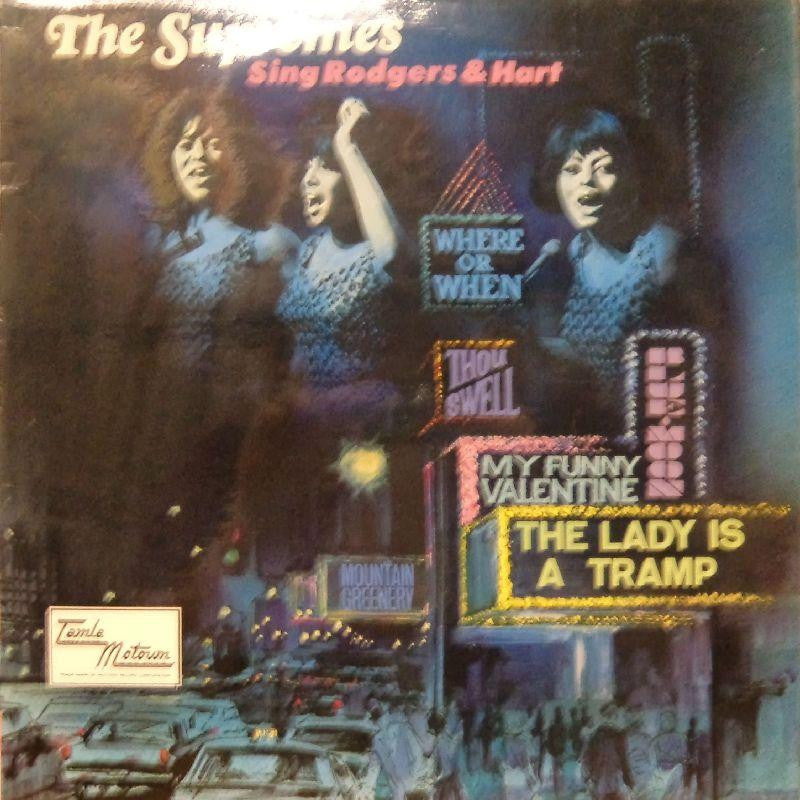 The Supremes
Sing Rodgers & Hart
WHERE
OR
WHEN
THOU
SWELL
BLUE MOON
MY FUNNY
VALENTINE
THE LADY IS
A TRAMP
MOUNTAIN
GREENERY
Tamla
Motown